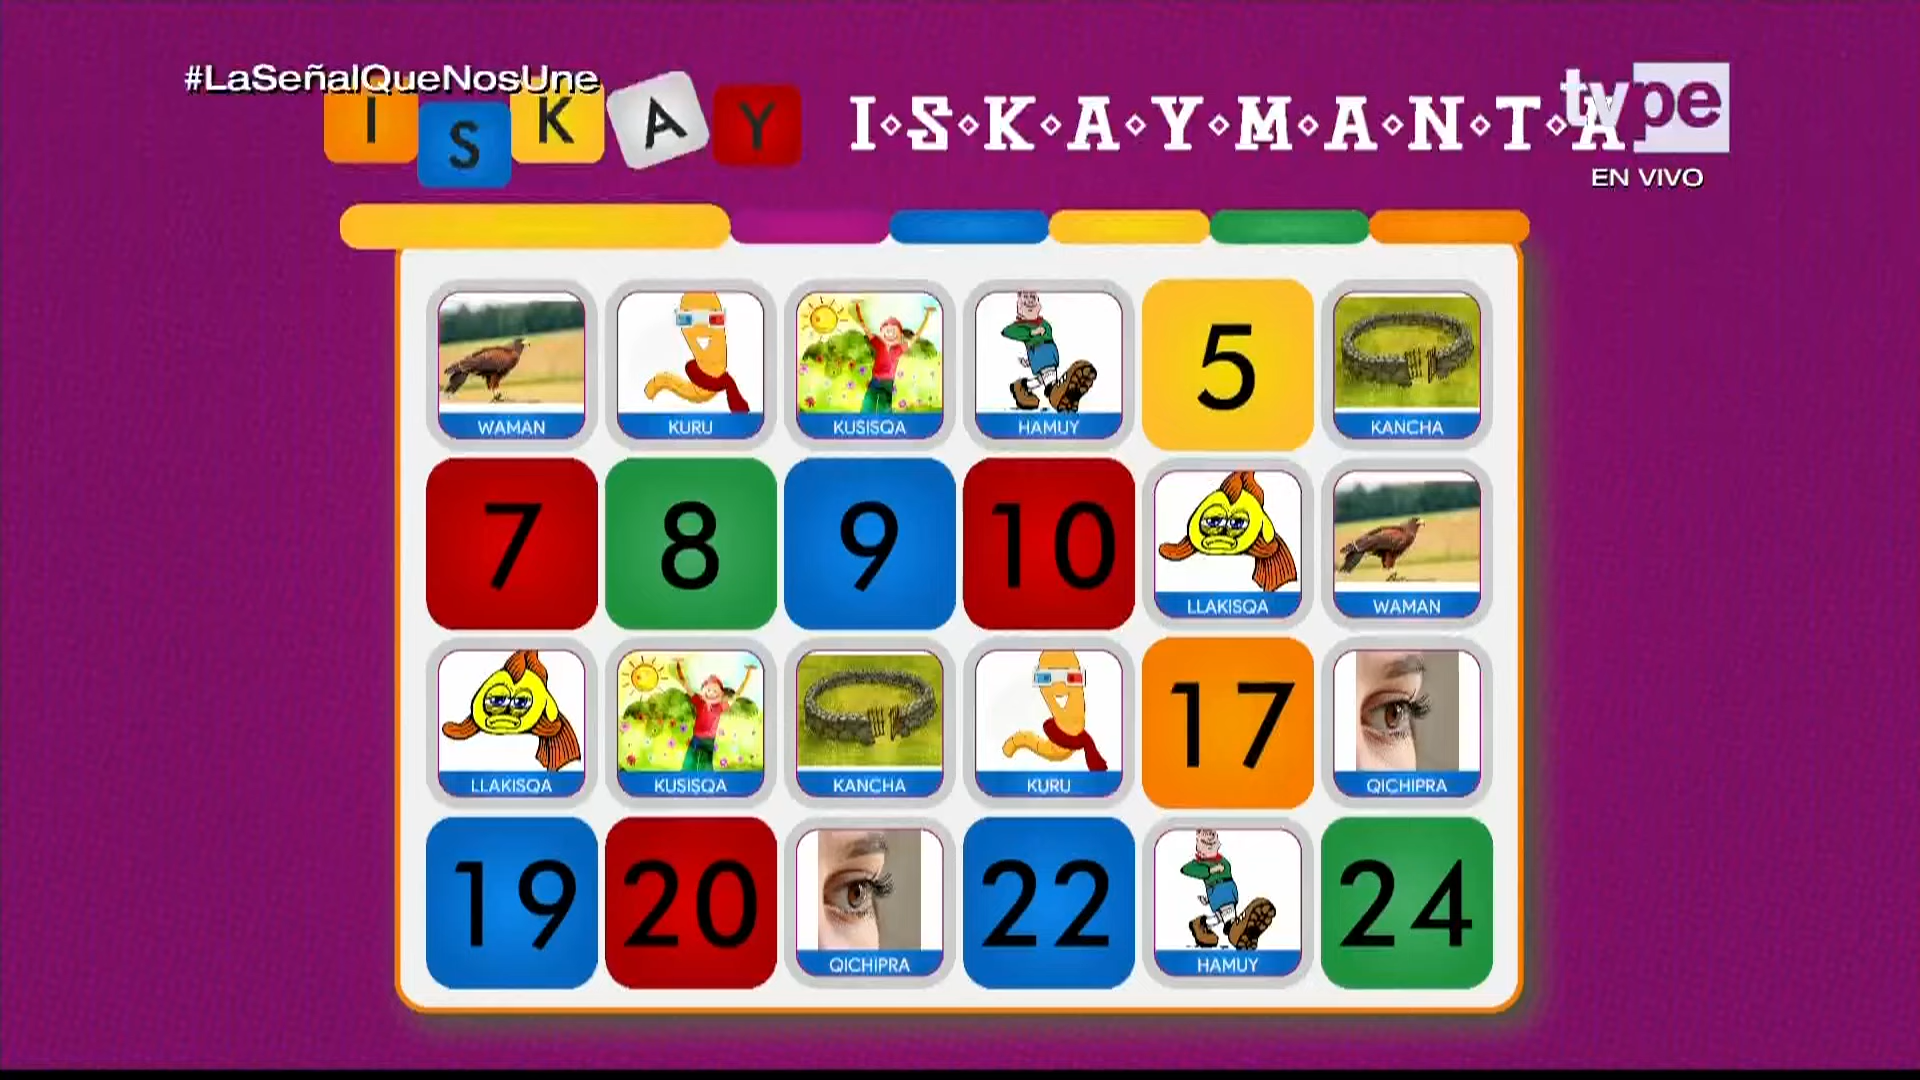 #LaSeñalQueNosUne
ISKAY
I⋄S⋄K⋄A⋄Y⋄M⋄A⋄N⋄T⋄A
tvpe
EN VIVO
WAMAN KURU KUSISQA HAMUY 5 KANCHA
7 8 9 10 LLAKISQA WAMAN
LLAKISQA KUSISQA KANCHA KURU 17 QICHIPRA
19 20 QICHIPRA 22 HAMUY 24